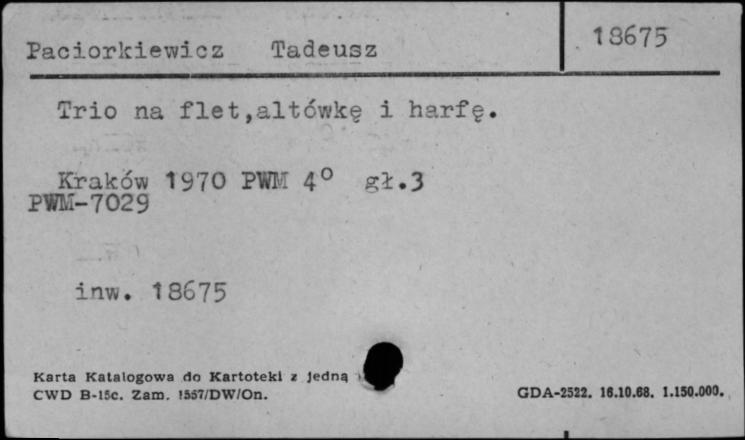 Paciorkiewicz Tadeusz 18675
Trio na flet,altówkę i harfę.
Kraków 1970 PWM 4° gł.3
PWM-7029
inw. 18675
Karta Katalogowa do Kartoteki z jedną
CWD B-15c. Zam. 1557/DW/On. GDA-2522. 16.10.68. 1.150.000.